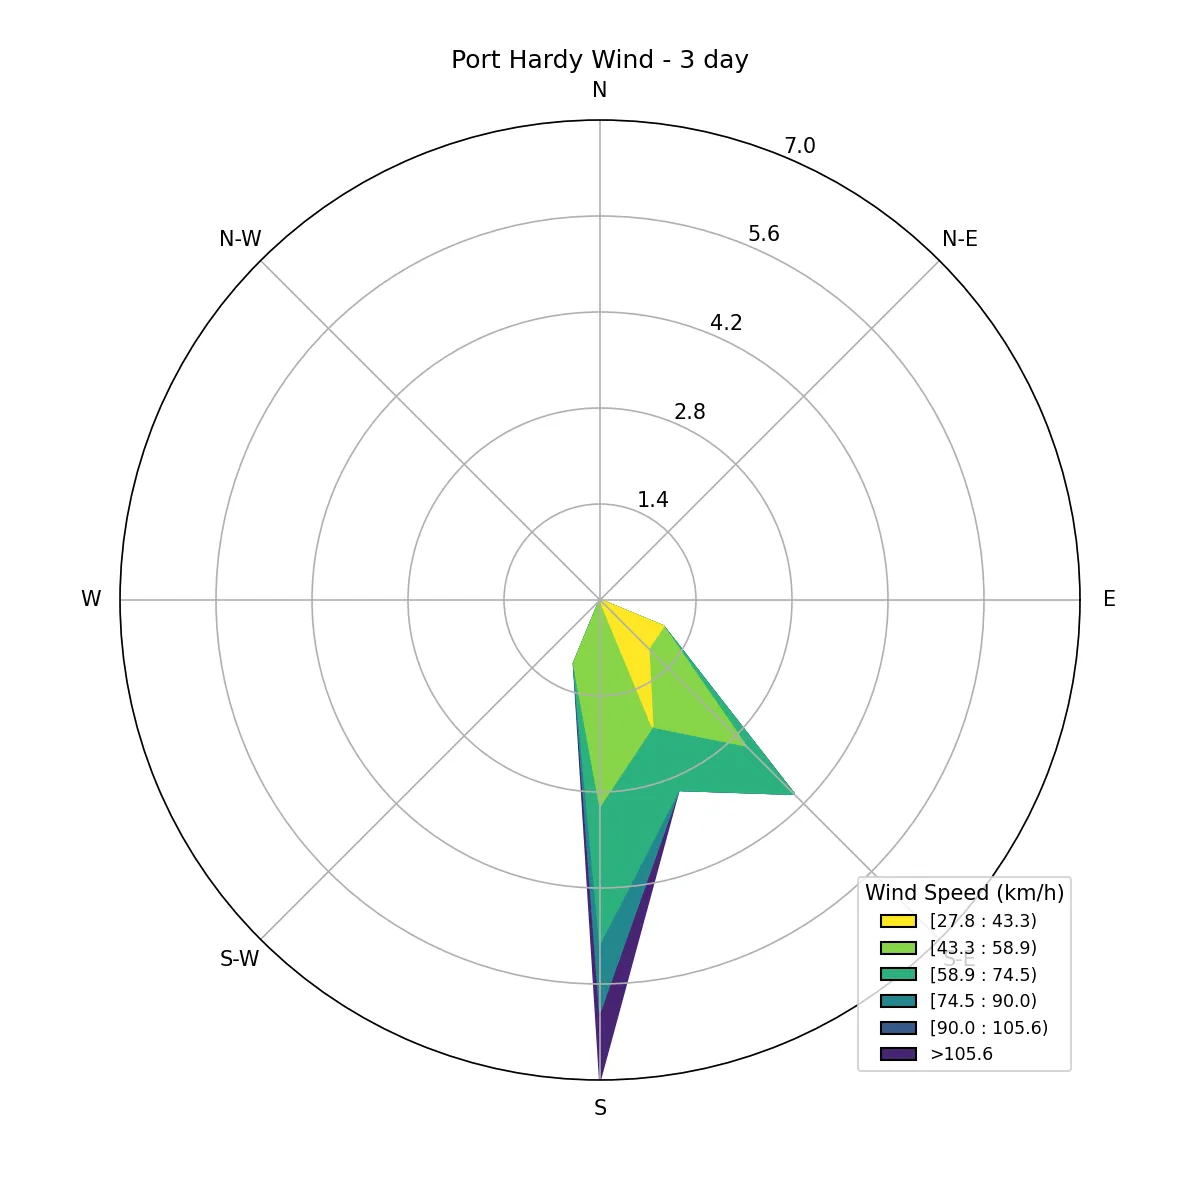 Port Hardy Wind - 3 day
N
7.0
N-W
5.6
N-E
4.2
2.8
1.4
W
E
S-W
S-E
S
Wind Speed (km/h)
[27.8 : 43.3)
[43.3 : 58.9)
[58.9 : 74.5)
[74.5 : 90.0)
[90.0 : 105.6)
>105.6